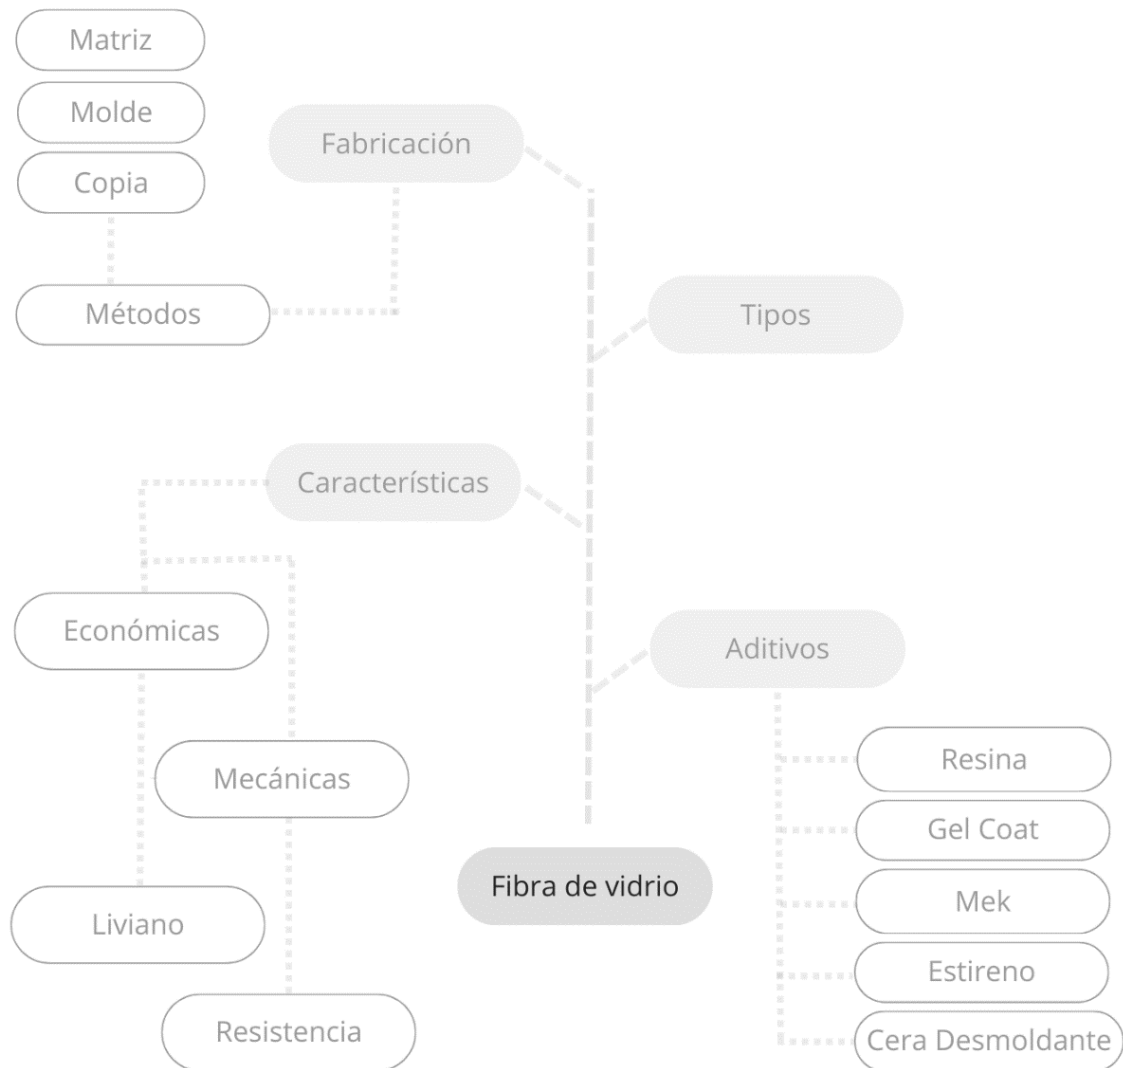 Matriz
Molde
Copia
Métodos
Fabricación
Tipos
Características
Económicas
Mecánicas
Liviano
Resistencia
Aditivos
Resina
Gel Coat
Mek
Estireno
Cera Desmoldante
Fibra de vidrio